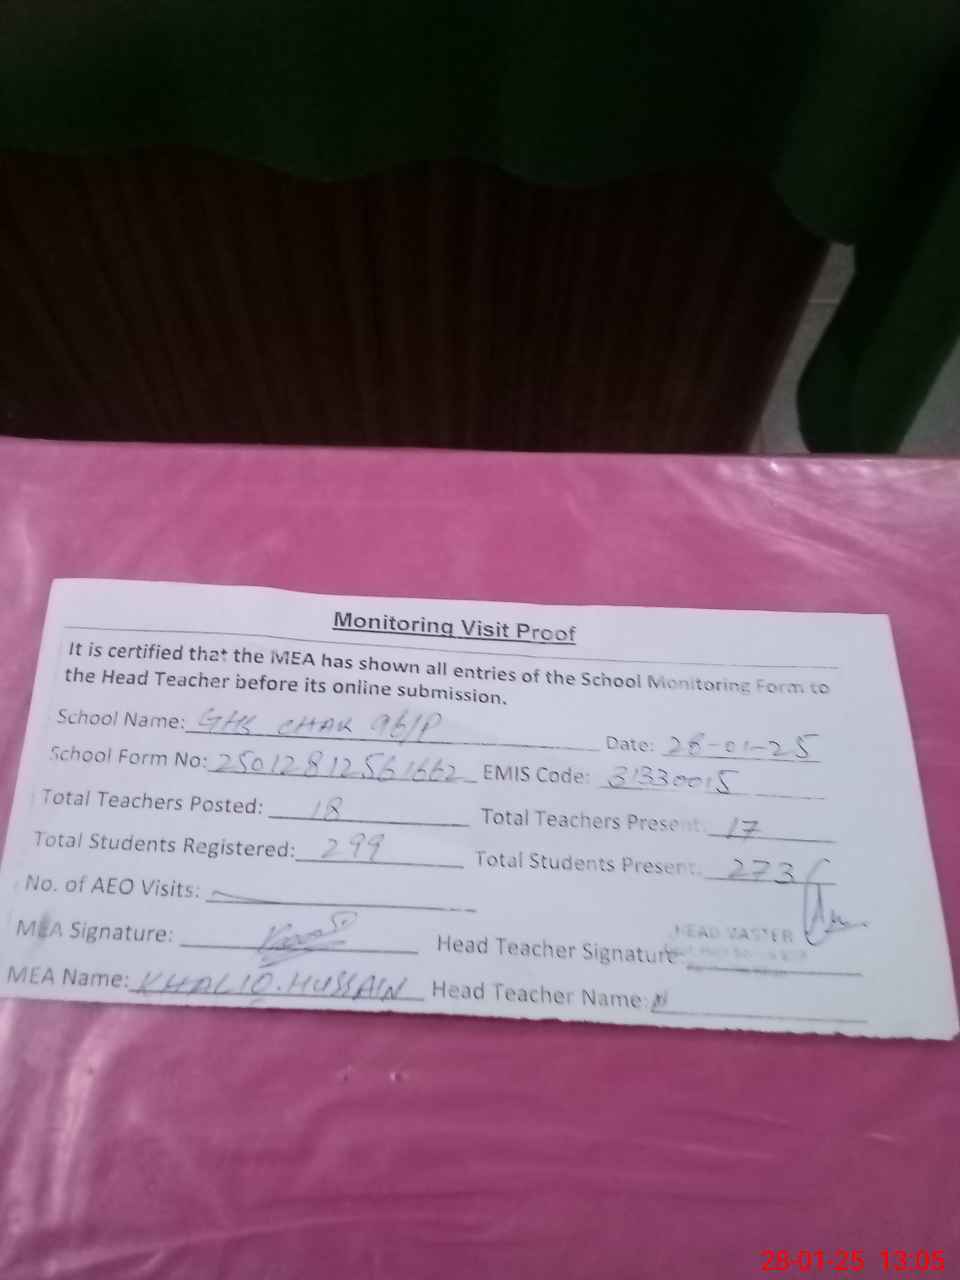 Monitoring Visit Proof
It is certified that the MEA has shown all entries of the School Monitoring Form to
the Head Teacher before its online submission.
School Name: GHS CHAK 96/P Date: 28-01-25
School Form No: 25012812561662 EMIS Code: 31330015
Total Teachers Posted: 18 Total Teachers Present: 17
Total Students Registered: 299 Total Students Present: 273
No. of AEO Visits:
MEA Signature: Head Teacher Signature:
HEAD MASTER
MEA Name: KHALIQ.HUSSAIN Head Teacher Name:
28-01-25 13:05